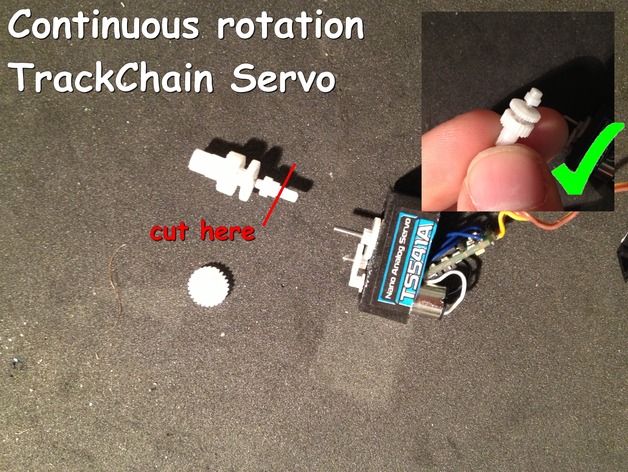 Continuous rotation
TrackChain Servo
cut here
Nano Analog Servo
TS541A